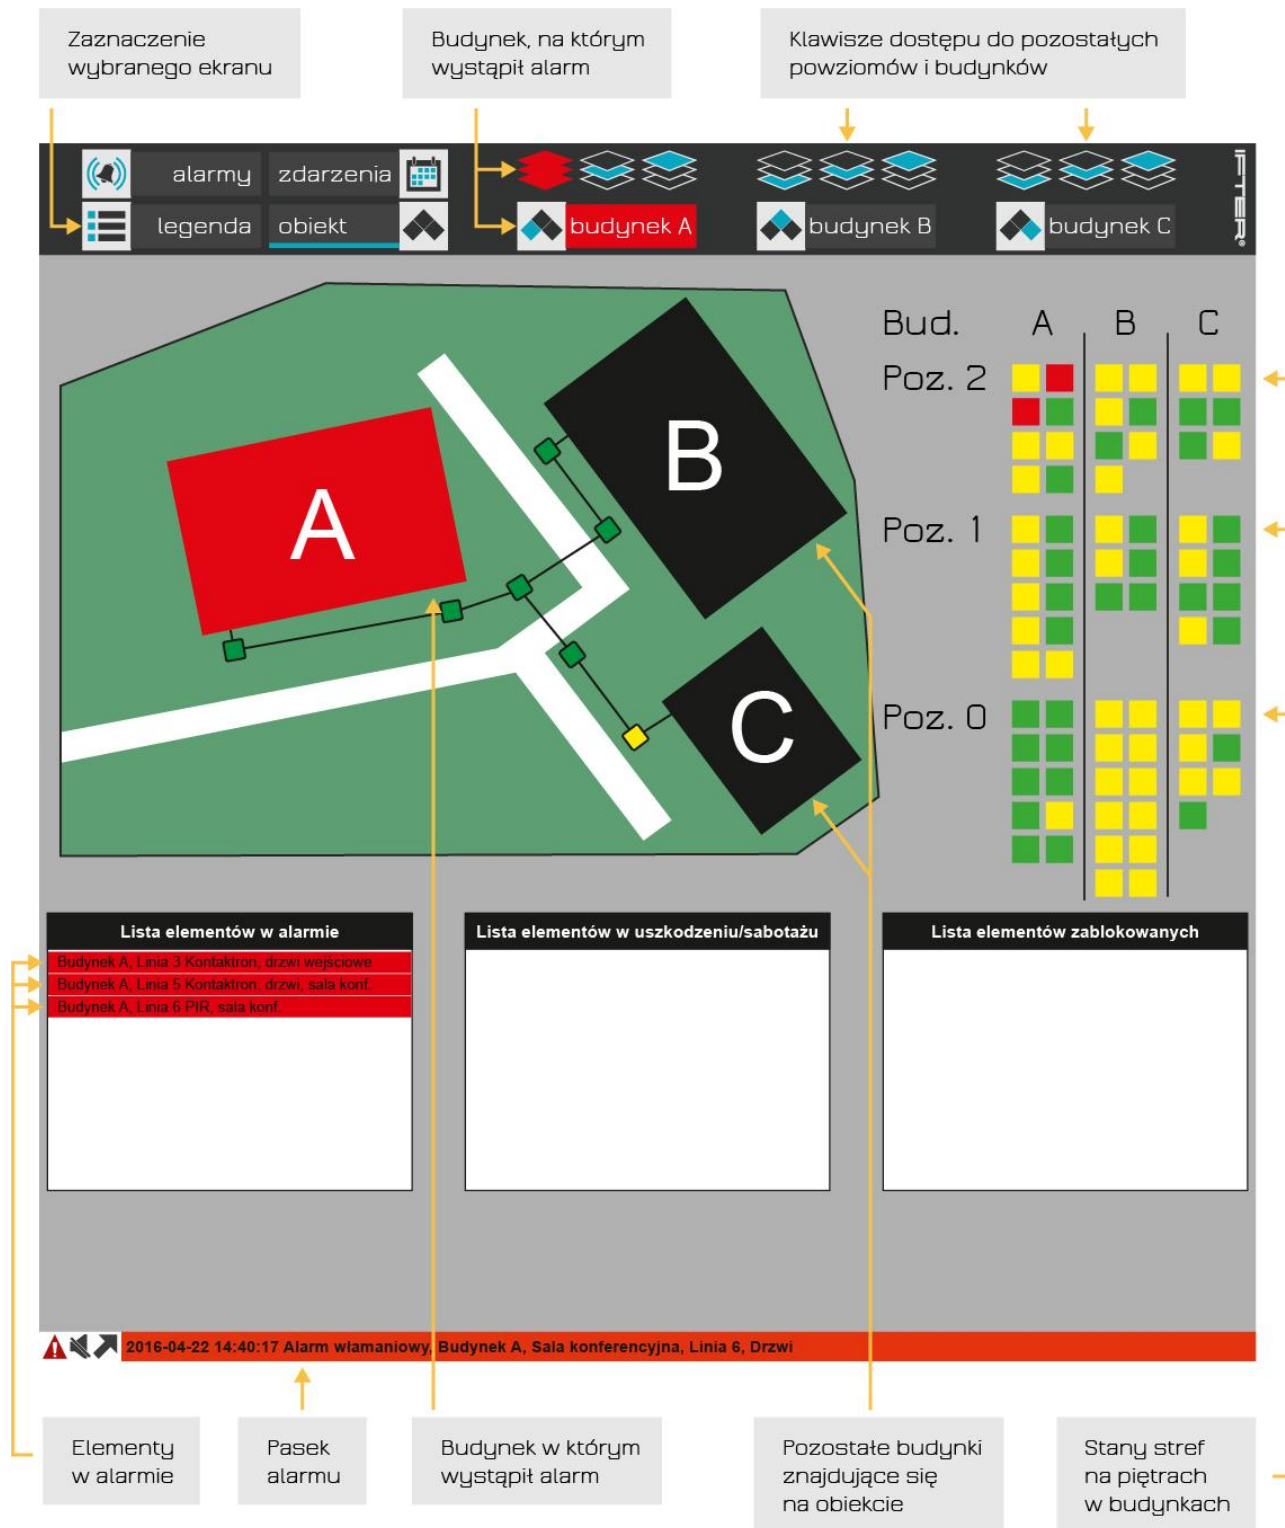 Zaznaczenie
wybranego ekranu
Budynek, na którym
wystąpił alarm
Klawisze dostępu do pozostałych
powziomów i budynków
alarmy
zdarzenia
legenda
obiekt
budynek A
budynek B
budynek C
IFTER®
Bud. A B C
Poz. 2
Poz. 1
Poz. 0
A
B
C
Lista elementów w alarmie
Budynek A, Linia 3 Kontaktron, drzwi wejściowe
Budynek A, Linia 5 Kontaktron, drzwi, sala konf.
Budynek A, Linia 6 PIR, sala konf.
Lista elementów w uszkodzeniu/sabotażu
Lista elementów zablokowanych
2016-04-22 14:40:17 Alarm włamaniowy, Budynek A, Sala konferencyjna, Linia 6, Drzwi
Elementy
w alarmie
Pasek
alarmu
Budynek w którym
wystąpił alarm
Pozostałe budynki
znajdujące się
na obiekcie
Stany stref
na piętrach
w budynkach